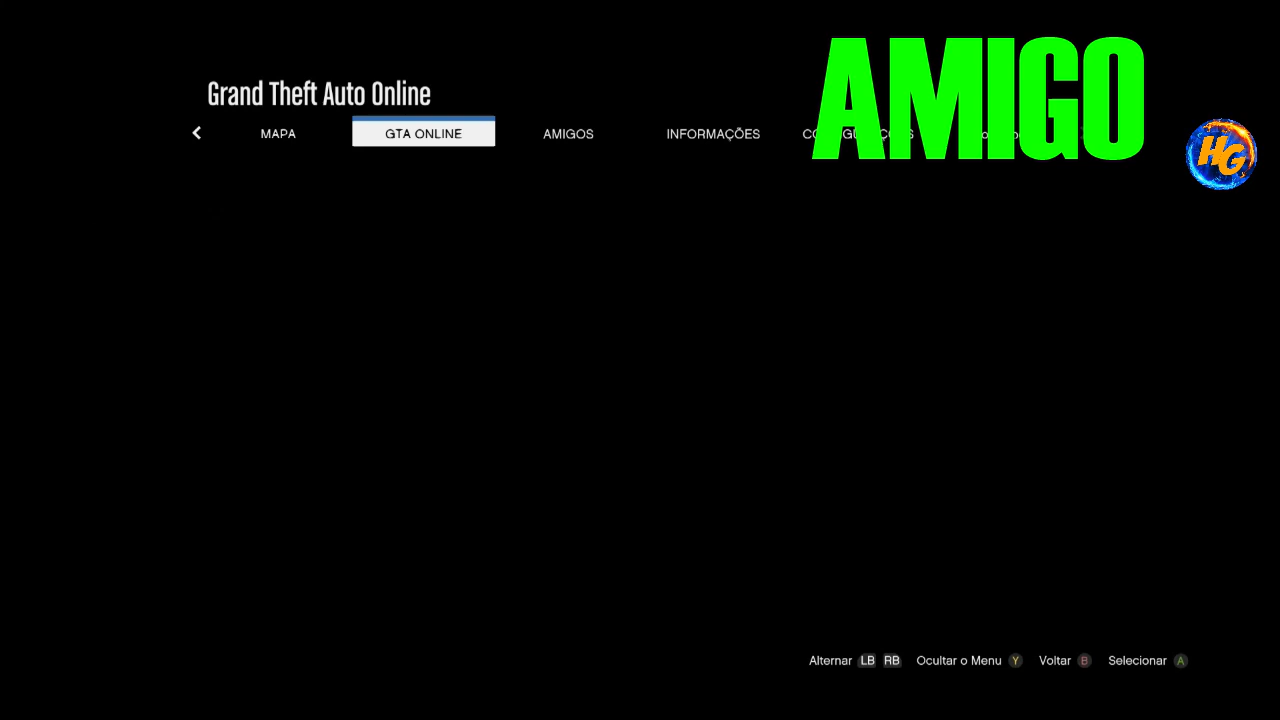 AMIGO
Grand Theft Auto Online
MAPA GTA ONLINE AMIGOS INFORMAÇÕES
HG
Alternar LB RB Ocultar o Menu Y Voltar B Selecionar A